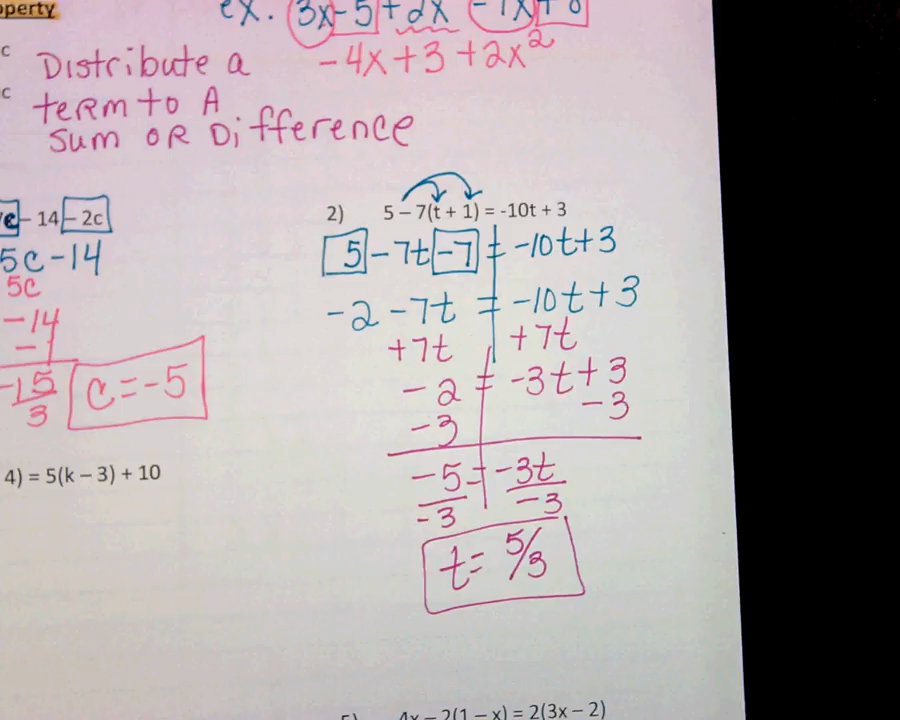 operty
ex. 3x-5+2x
-4x+3+2x²
c
c
Distribute a
term to A
Sum OR Difference
c - 14 - 2c
5c-14
5c
-14
-1
-15
3
c=-5
4) = 5(k – 3) + 10
2) 5 – 7(t + 1) = -10t + 3
5 -7t -7 = -10t+3
-2 -7t = -10t+3
+7t +7t
-2 = -3t+3
-3 -3
-5 = -3t
-3 -3
t= 5/3
4x – 2(1 – x) = 2(3x – 2)